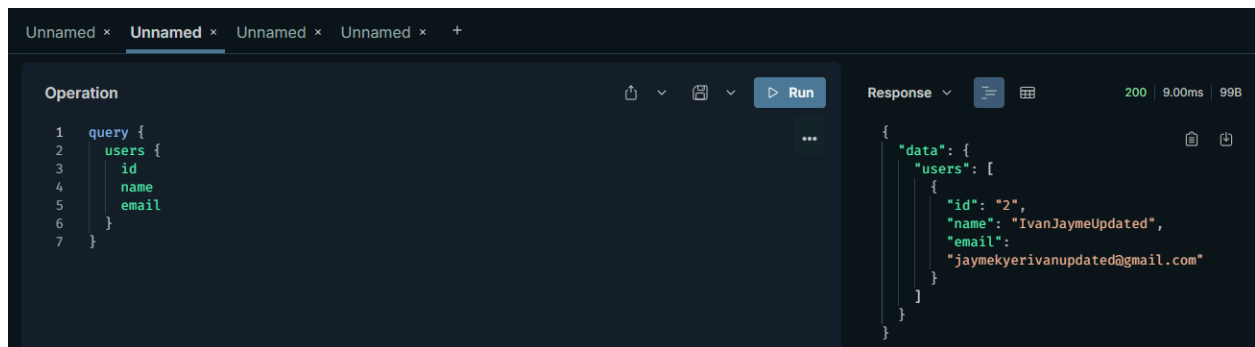 Unnamed × Unnamed × Unnamed × Unnamed × +
Operation
Run
1 query {
2 users {
3 id
4 name
5 email
6 }
7 }
Response
200 9.00ms 99B
{
"data": {
"users": [
{
"id": "2",
"name": "IvanJaymeUpdated",
"email":
"jaymekyerivanupdated@gmail.com"
}
]
}
}